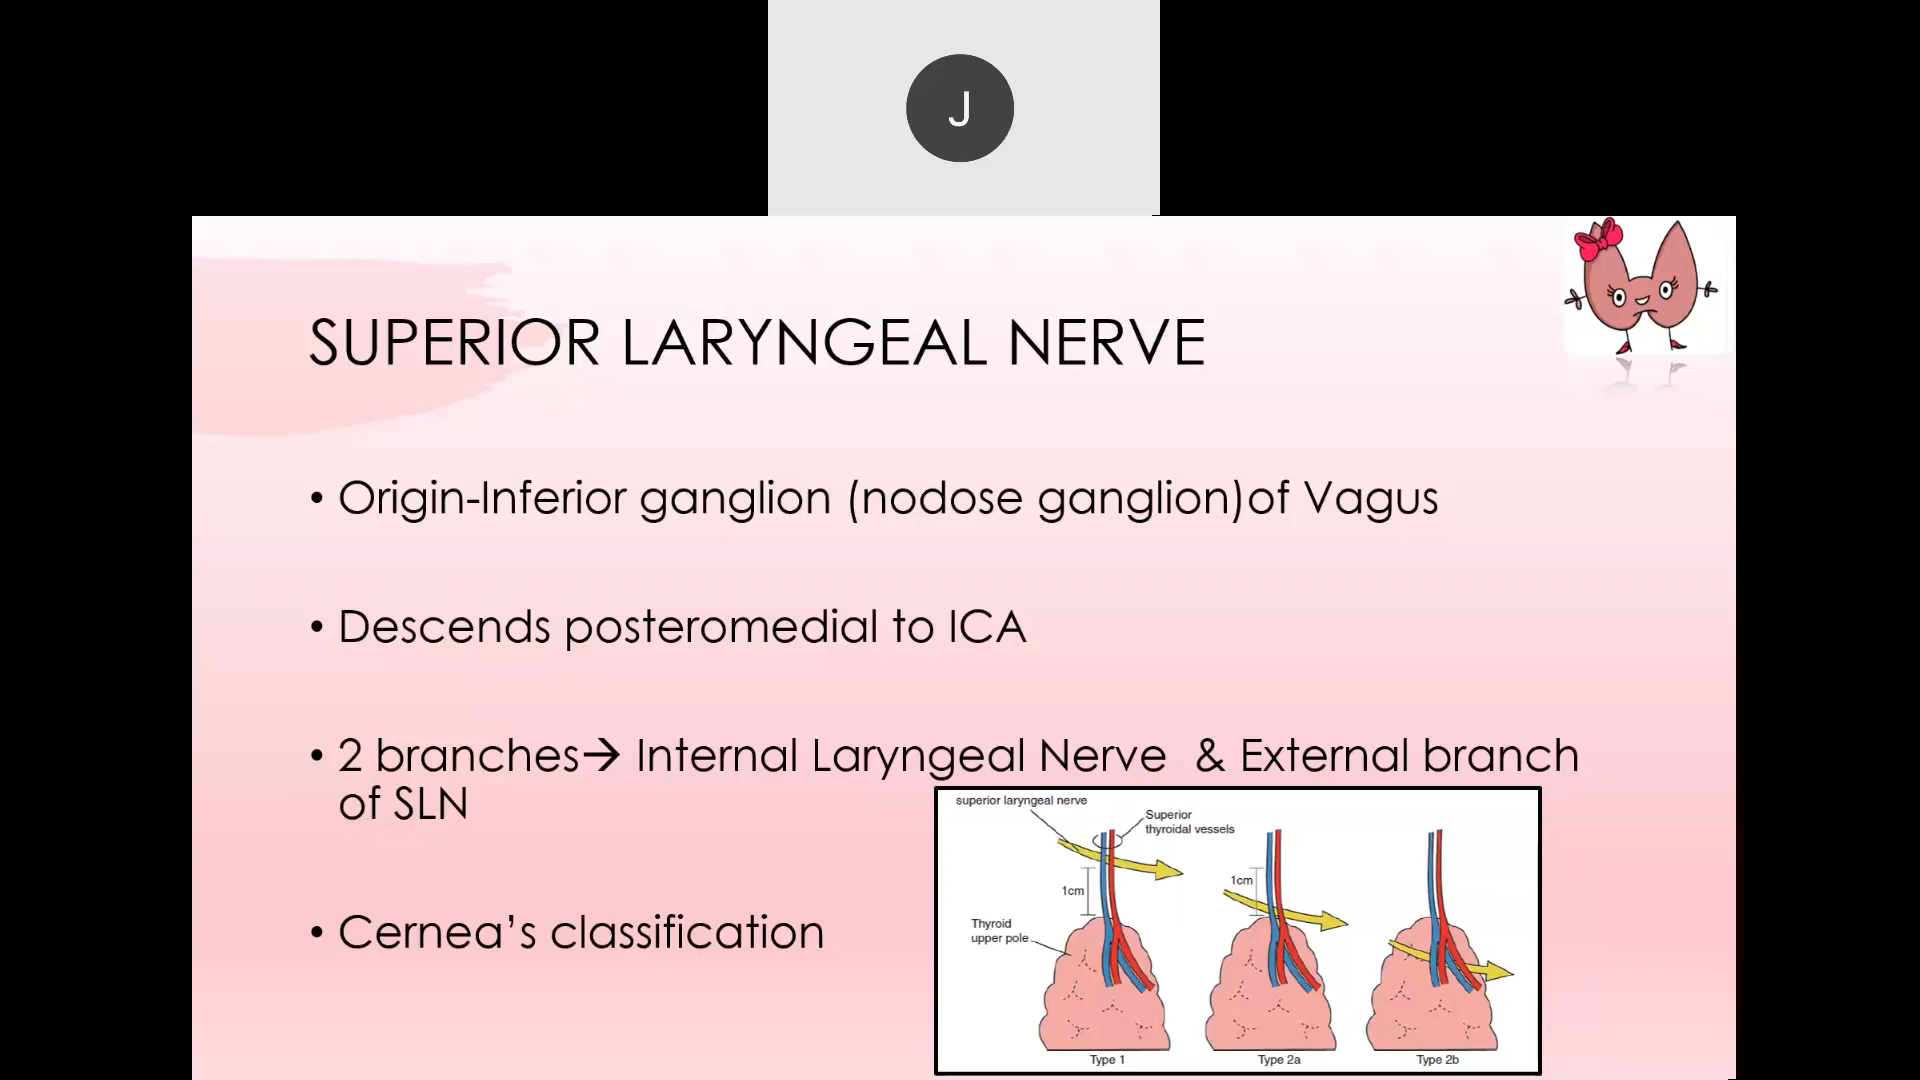 J
SUPERIOR LARYNGEAL NERVE
• Origin-Inferior ganglion (nodose ganglion)of Vagus
• Descends posteromedial to ICA
• 2 branches→ Internal Laryngeal Nerve & External branch
of SLN
• Cernea’s classification
superior laryngeal nerve
Superior
thyroidal vessels
1cm
1cm
Thyroid
upper pole
Type 1
Type 2a
Type 2b